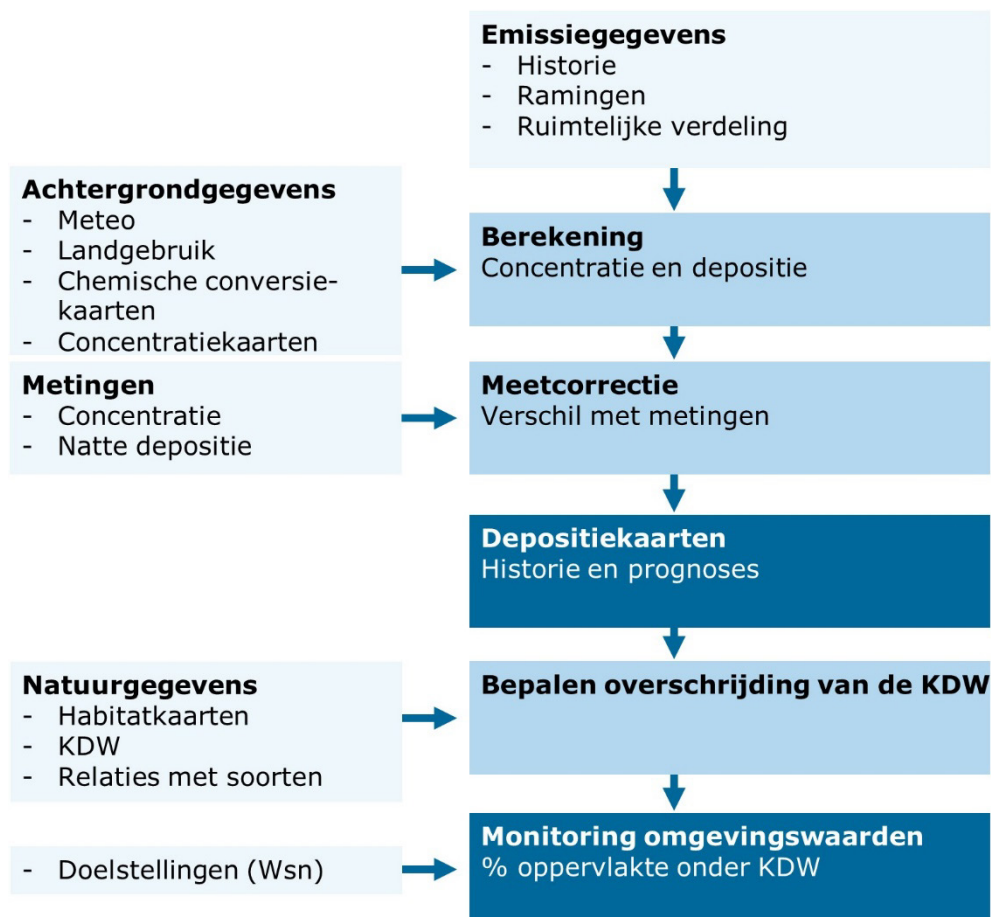 Emissiegegevens
- Historie
- Ramingen
- Ruimtelijke verdeling
Achtergrondgegevens
- Meteo
- Landgebruik
- Chemische conversie-
kaarten
- Concentratiekaarten
Berekening
Concentratie en depositie
Metingen
- Concentratie
- Natte depositie
Meetcorrectie
Verschil met metingen
Depositiekaarten
Historie en prognoses
Natuurgegevens
- Habitatkaarten
- KDW
- Relaties met soorten
Bepalen overschrijding van de KDW
- Doelstellingen (Wsn)
Monitoring omgevingswaarden
% oppervlakte onder KDW